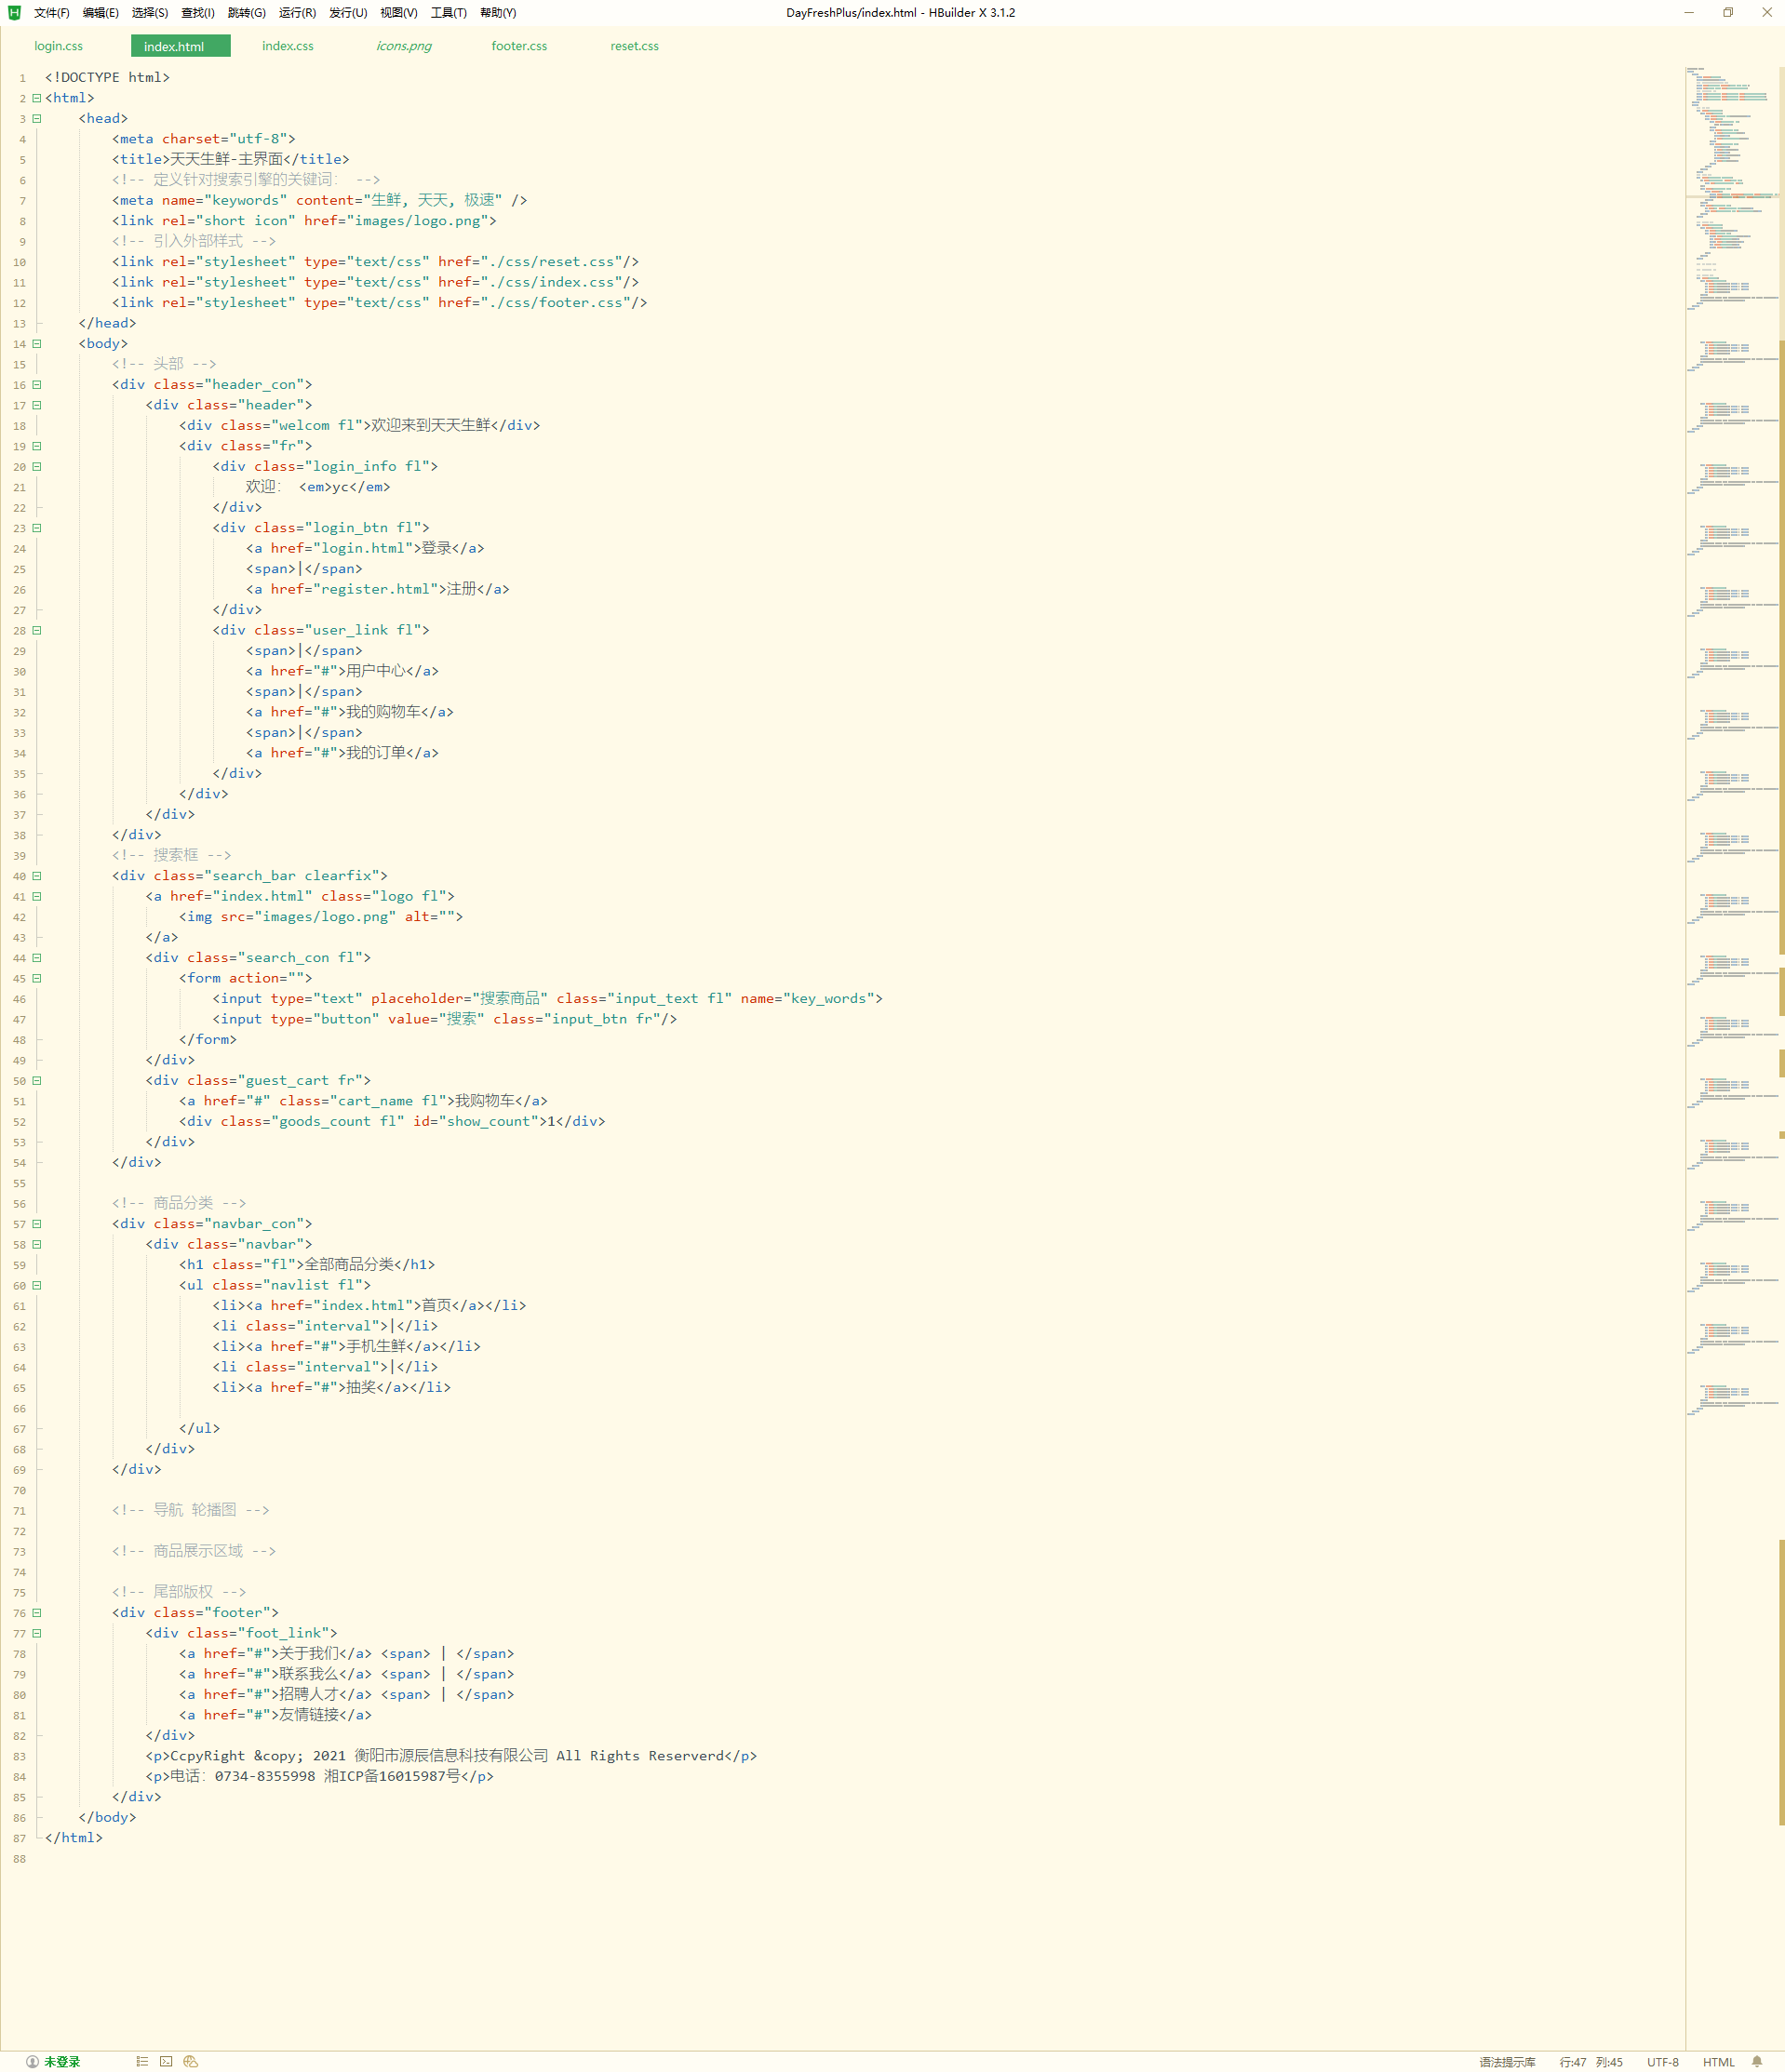 文件(F) 编辑(E) 选择(S) 查找(I) 跳转(G) 运行(R) 发行(U) 视图(V) 工具(T) 帮助(Y) DayFreshPlus/index.html - HBuilder X 3.1.2
login.css index.html index.css icons.png footer.css reset.css
1 <!DOCTYPE html>
2 <html>
3 <head>
4 <meta charset="utf-8">
5 <title>天天生鲜-主界面</title>
6 <!-- 定义针对搜索引擎的关键词: -->
7 <meta name="keywords" content="生鲜, 天天, 极速" />
8 <link rel="short icon" href="images/logo.png">
9 <!-- 引入外部样式 -->
10 <link rel="stylesheet" type="text/css" href="./css/reset.css"/>
11 <link rel="stylesheet" type="text/css" href="./css/index.css"/>
12 <link rel="stylesheet" type="text/css" href="./css/footer.css"/>
13 </head>
14 <body>
15 <!-- 头部 -->
16 <div class="header_con">
17 <div class="header">
18 <div class="welcom fl">欢迎来到天天生鲜</div>
19 <div class="fr">
20 <div class="login_info fl">
21 欢迎: <em>yc</em>
22 </div>
23 <div class="login_btn fl">
24 <a href="login.html">登录</a>
25 <span>|</span>
26 <a href="register.html">注册</a>
27 </div>
28 <div class="user_link fl">
29 <span>|</span>
30 <a href="#">用户中心</a>
31 <span>|</span>
32 <a href="#">我的购物车</a>
33 <span>|</span>
34 <a href="#">我的订单</a>
35 </div>
36 </div>
37 </div>
38 </div>
39 <!-- 搜索框 -->
40 <div class="search_bar clearfix">
41 <a href="index.html" class="logo fl">
42 <img src="images/logo.png" alt="">
43 </a>
44 <div class="search_con fl">
45 <form action="">
46 <input type="text" placeholder="搜索商品" class="input_text fl" name="key_words">
47 <input type="button" value="搜索" class="input_btn fr"/>
48 </form>
49 </div>
50 <div class="guest_cart fr">
51 <a href="#" class="cart_name fl">我购物车</a>
52 <div class="goods_count fl" id="show_count">1</div>
53 </div>
54 </div>
55
56 <!-- 商品分类 -->
57 <div class="navbar_con">
58 <div class="navbar">
59 <h1 class="fl">全部商品分类</h1>
60 <ul class="navlist fl">
61 <li><a href="index.html">首页</a></li>
62 <li class="interval">|</li>
63 <li><a href="#">手机生鲜</a></li>
64 <li class="interval">|</li>
65 <li><a href="#">抽奖</a></li>
66
67 </ul>
68 </div>
69 </div>
70
71 <!-- 导航 轮播图 -->
72
73 <!-- 商品展示区域 -->
74
75 <!-- 尾部版权 -->
76 <div class="footer">
77 <div class="foot_link">
78 <a href="#">关于我们</a> <span> | </span>
79 <a href="#">联系我么</a> <span> | </span>
80 <a href="#">招聘人才</a> <span> | </span>
81 <a href="#">友情链接</a>
82 </div>
83 <p>CcpyRight &copy; 2021 衡阳市源辰信息科技有限公司 All Rights Reserverd</p>
84 <p>电话: 0734-8355998 湘ICP备16015987号</p>
85 </div>
86 </body>
87 </html>
88
未登录 语法提示库 行:47 列:45 UTF-8 HTML